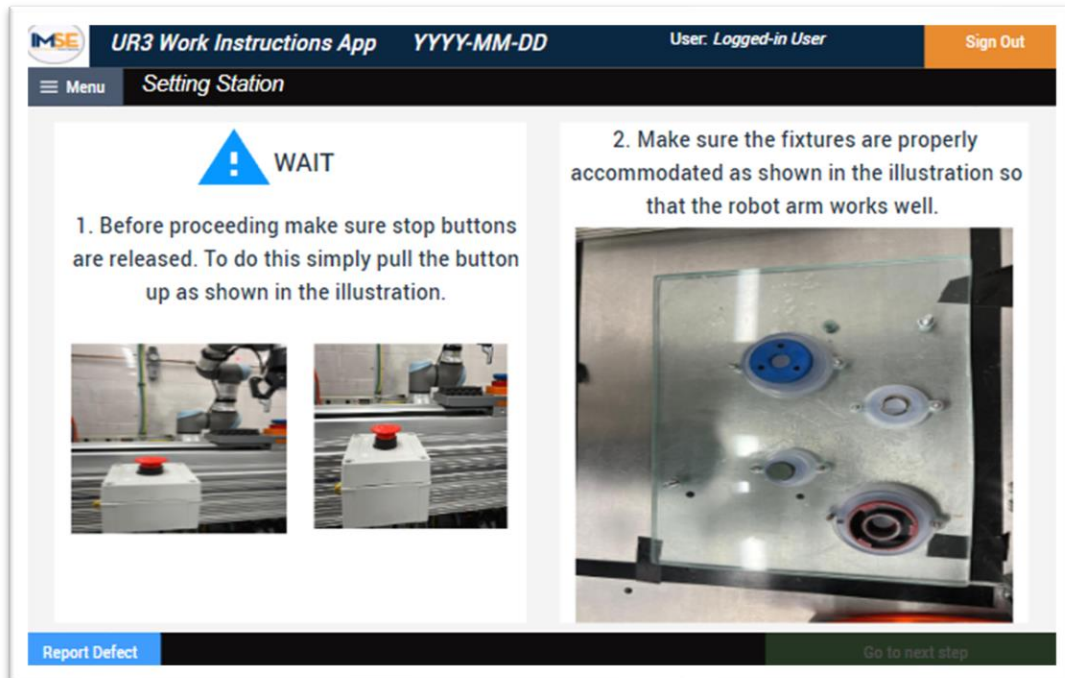 IMSE
UR3 Work Instructions App YYYY-MM-DD User: Logged-in User Sign Out
Menu Setting Station
WAIT
1. Before proceeding make sure stop buttons
are released. To do this simply pull the button
up as shown in the illustration.
2. Make sure the fixtures are properly
accommodated as shown in the illustration so
that the robot arm works well.
Report Defect Go to next step